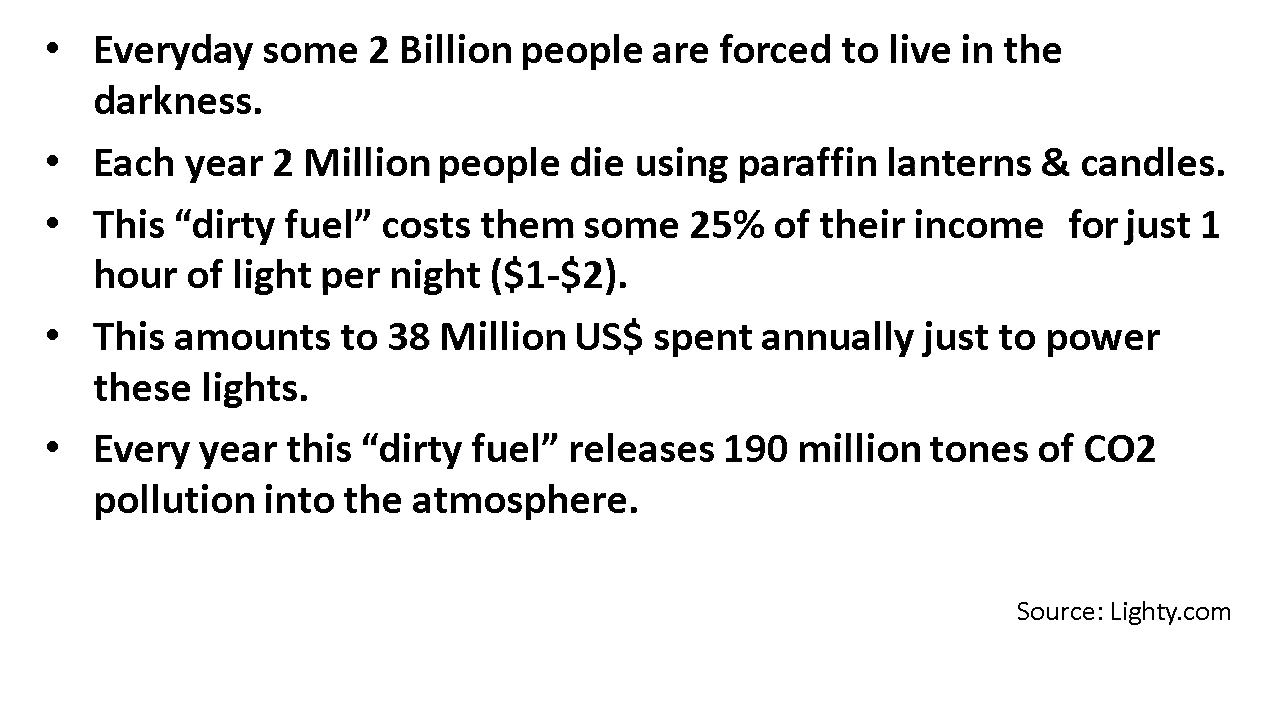 • Everyday some 2 Billion people are forced to live in the
darkness.
• Each year 2 Million people die using paraffin lanterns & candles.
• This “dirty fuel” costs them some 25% of their income for just 1
hour of light per night ($1-$2).
• This amounts to 38 Million US$ spent annually just to power
these lights.
• Every year this “dirty fuel” releases 190 million tones of CO2
pollution into the atmosphere.
Source: Lighty.com